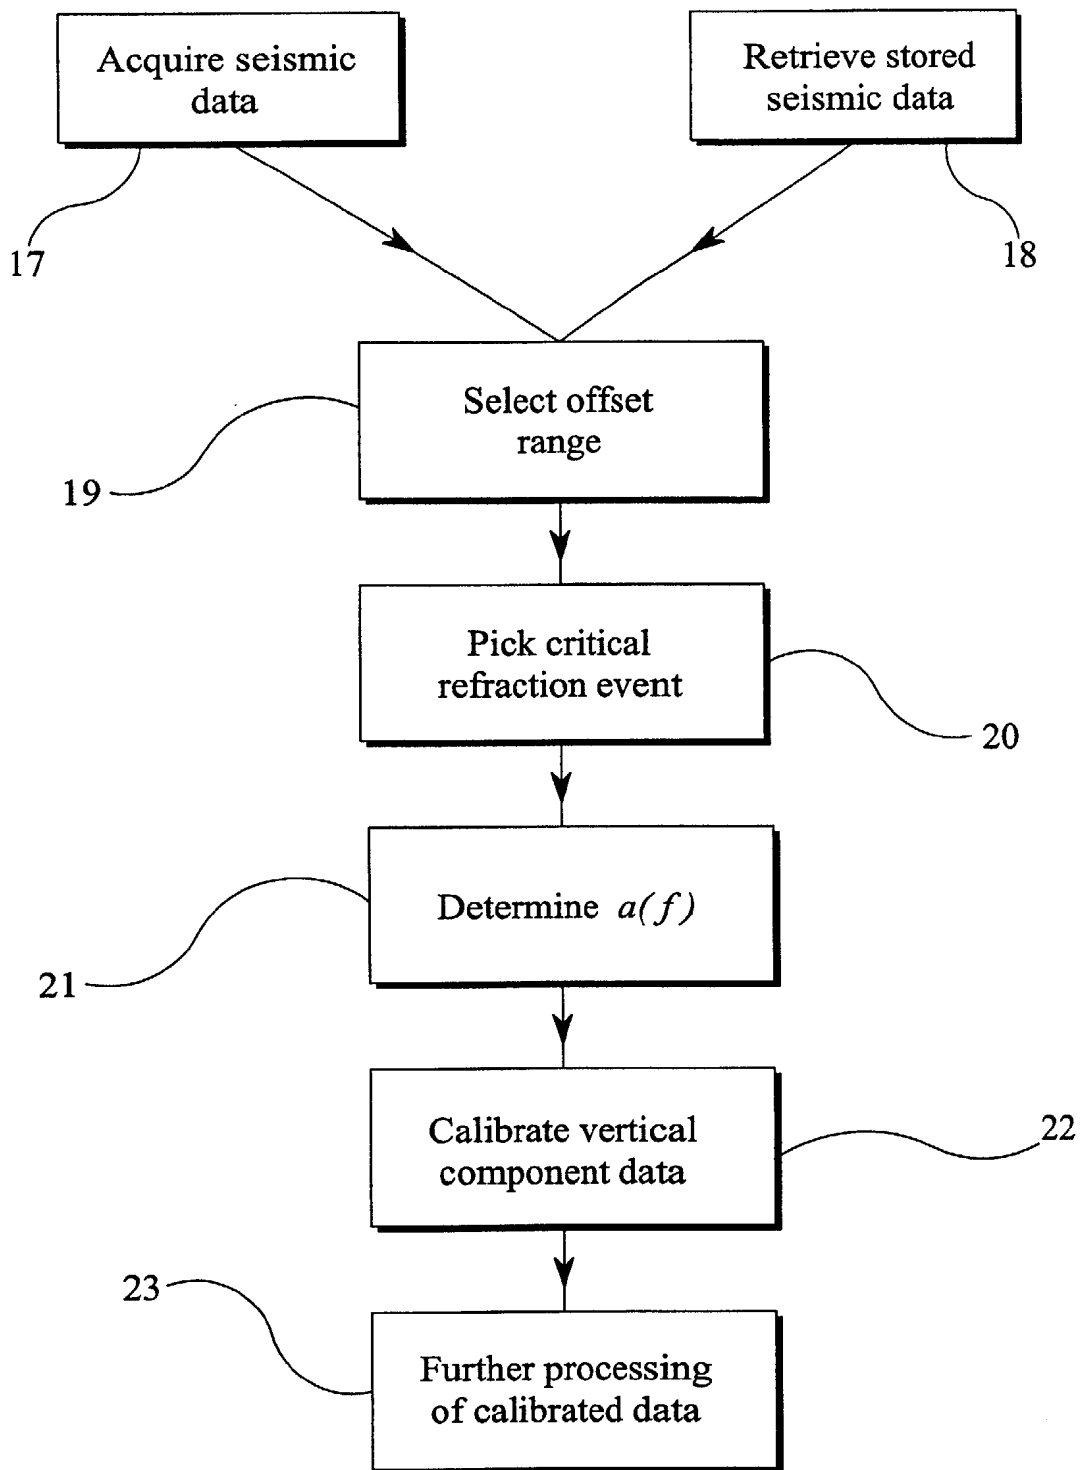 Acquire seismic
data
Retrieve stored
seismic data
17
18
Select offset
range
19
Pick critical
refraction event
20
Determine a(f)
21
Calibrate vertical
component data
22
23
Further processing
of calibrated data